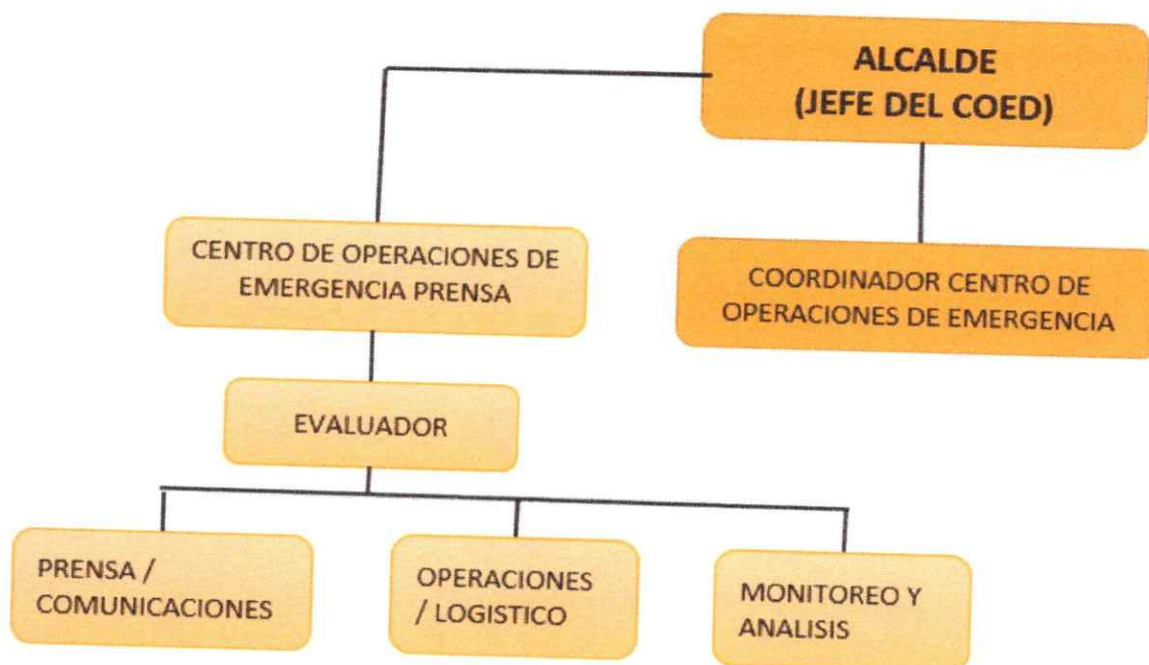 ALCALDE
(JEFE DEL COED)
CENTRO DE OPERACIONES DE
EMERGENCIA PRENSA
COORDINADOR CENTRO DE
OPERACIONES DE EMERGENCIA
EVALUADOR
PRENSA /
COMUNICACIONES
OPERACIONES
/ LOGISTICO
MONITOREO Y
ANALISIS